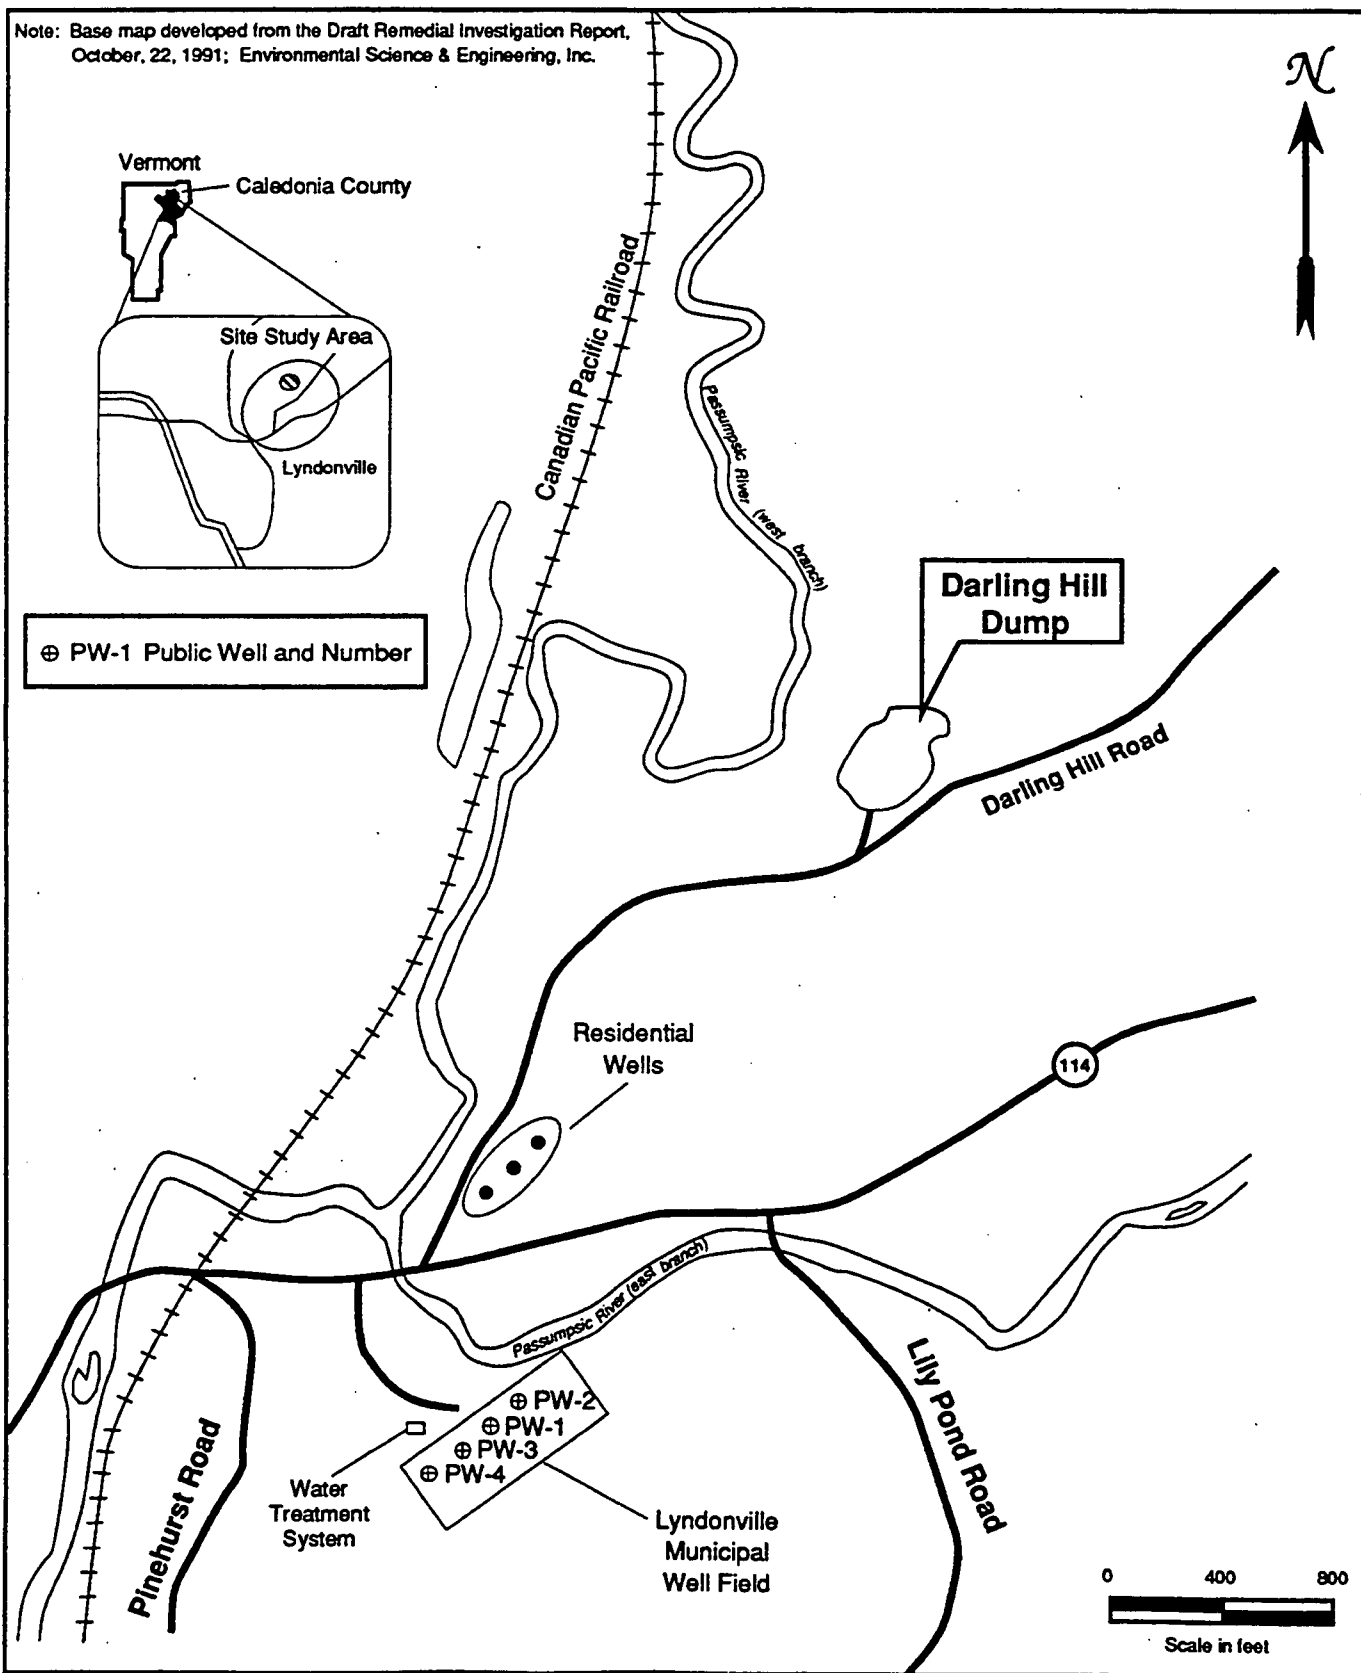 Note: Base map developed from the Draft Remedial Investigation Report,
October, 22, 1991; Environmental Science & Engineering, Inc.
N
Vermont
Caledonia County
Site Study Area
Lyndonville
Canadian Pacific Railroad
Passumpsic River (west branch)
⊕ PW-1 Public Well and Number
Darling Hill
Dump
Darling Hill Road
Residential
Wells
114
Passumpsic River (east branch)
Lily Pond Road
Pinehurst Road
⊕ PW-2
⊕ PW-1
⊕ PW-3
⊕ PW-4
Water
Treatment
System
Lyndonville
Municipal
Well Field
0 400 800
Scale in feet